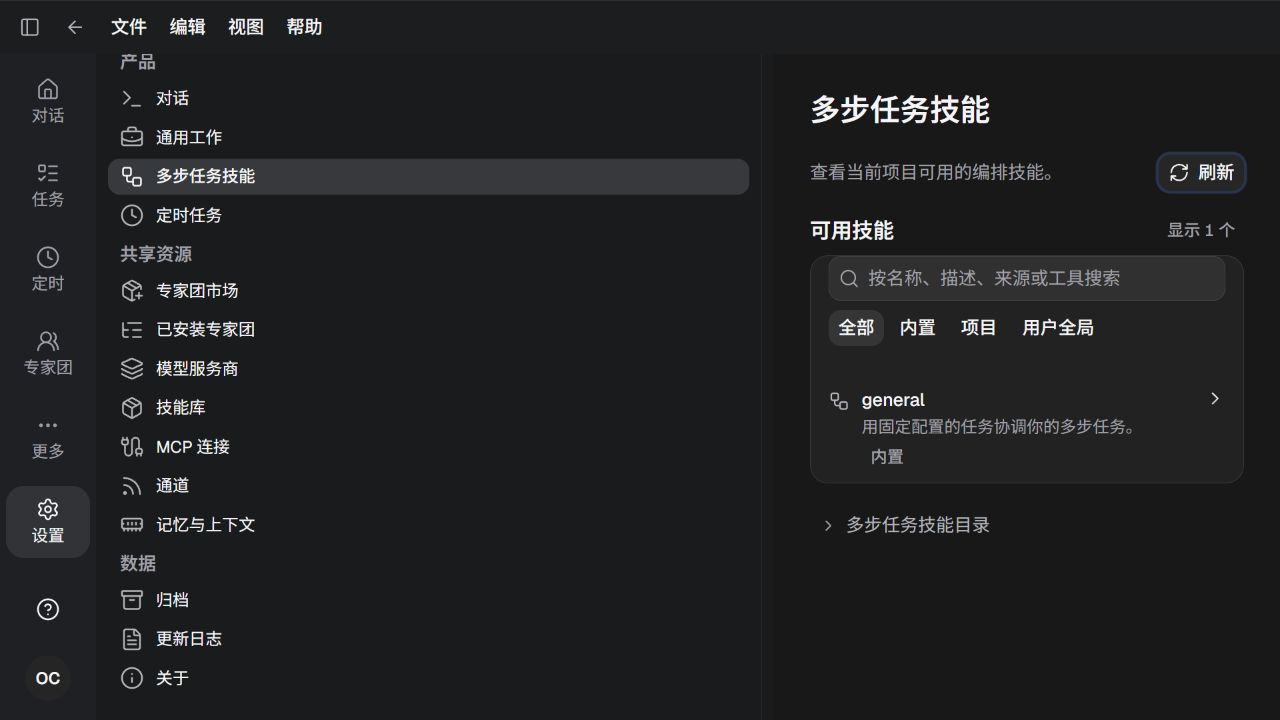 文件 编辑 视图 帮助
对话
任务
定时
专家团
更多
设置
OC
产品
对话
通用工作
多步任务技能
定时任务
共享资源
专家团市场
已安装专家团
模型服务商
技能库
MCP 连接
通道
记忆与上下文
数据
归档
更新日志
关于
多步任务技能
查看当前项目可用的编排技能。
刷新
可用技能
显示 1 个
按名称、描述、来源或工具搜索
全部 内置 项目 用户全局
general
用固定配置的任务协调你的多步任务。
内置
多步任务技能目录